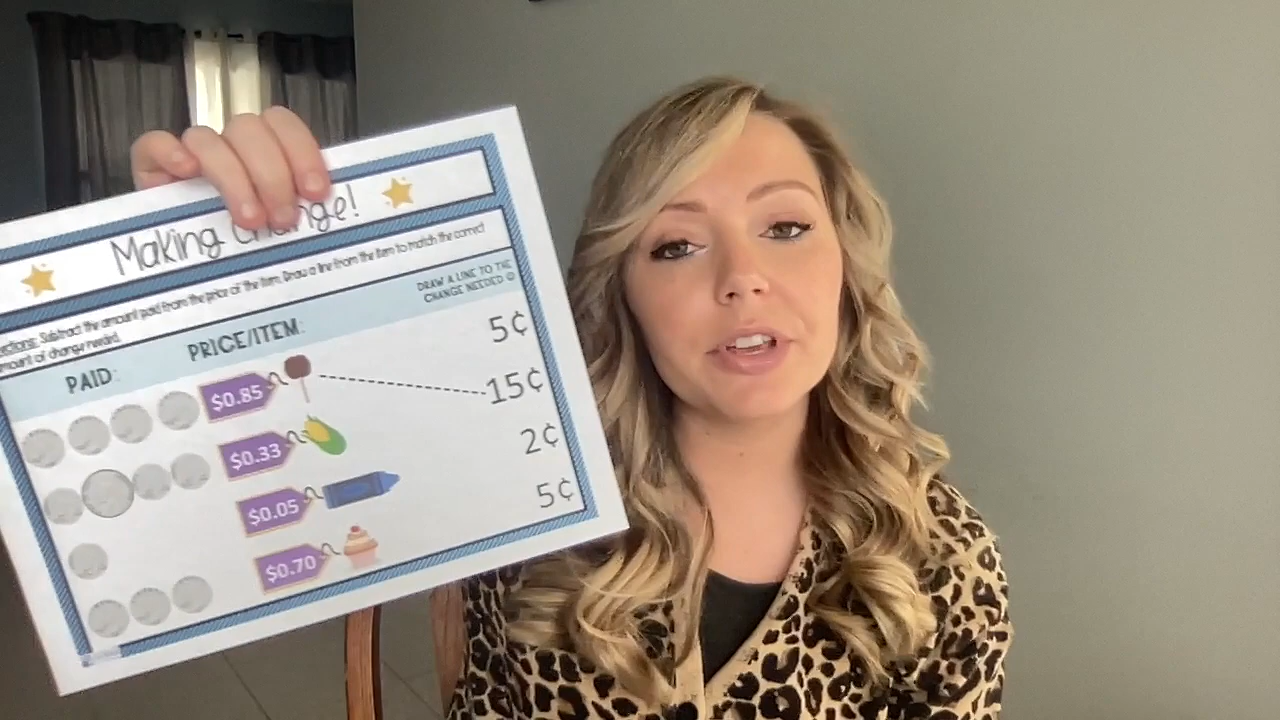 Making Change!
Subtract the amount paid from the price of the item. Draw a line from the item to match the correct
amount of change needed.
PAID:
PRICE/ITEM:
DRAW A LINE TO THE
CHANGE NEEDED ☺
$0.85
5¢
$0.33
15¢
$0.05
2¢
$0.70
5¢